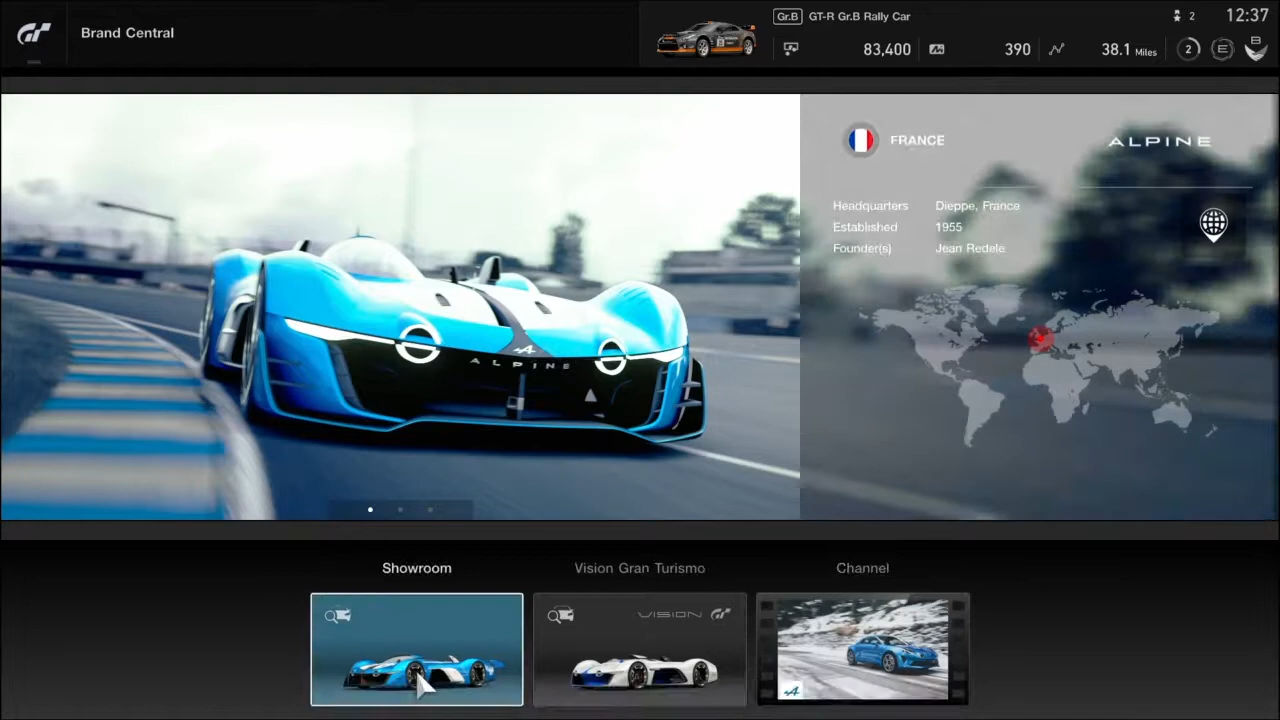 Brand Central
Gr.B GT-R Gr.B Rally Car
2
12:37
83,400
390
38.1 Miles
2
E
B
FRANCE
ALPINE
Headquarters Dieppe, France
Established 1955
Founder(s) Jean Redele
ALPINE
Showroom
Vision Gran Turismo
Channel
VISION GT